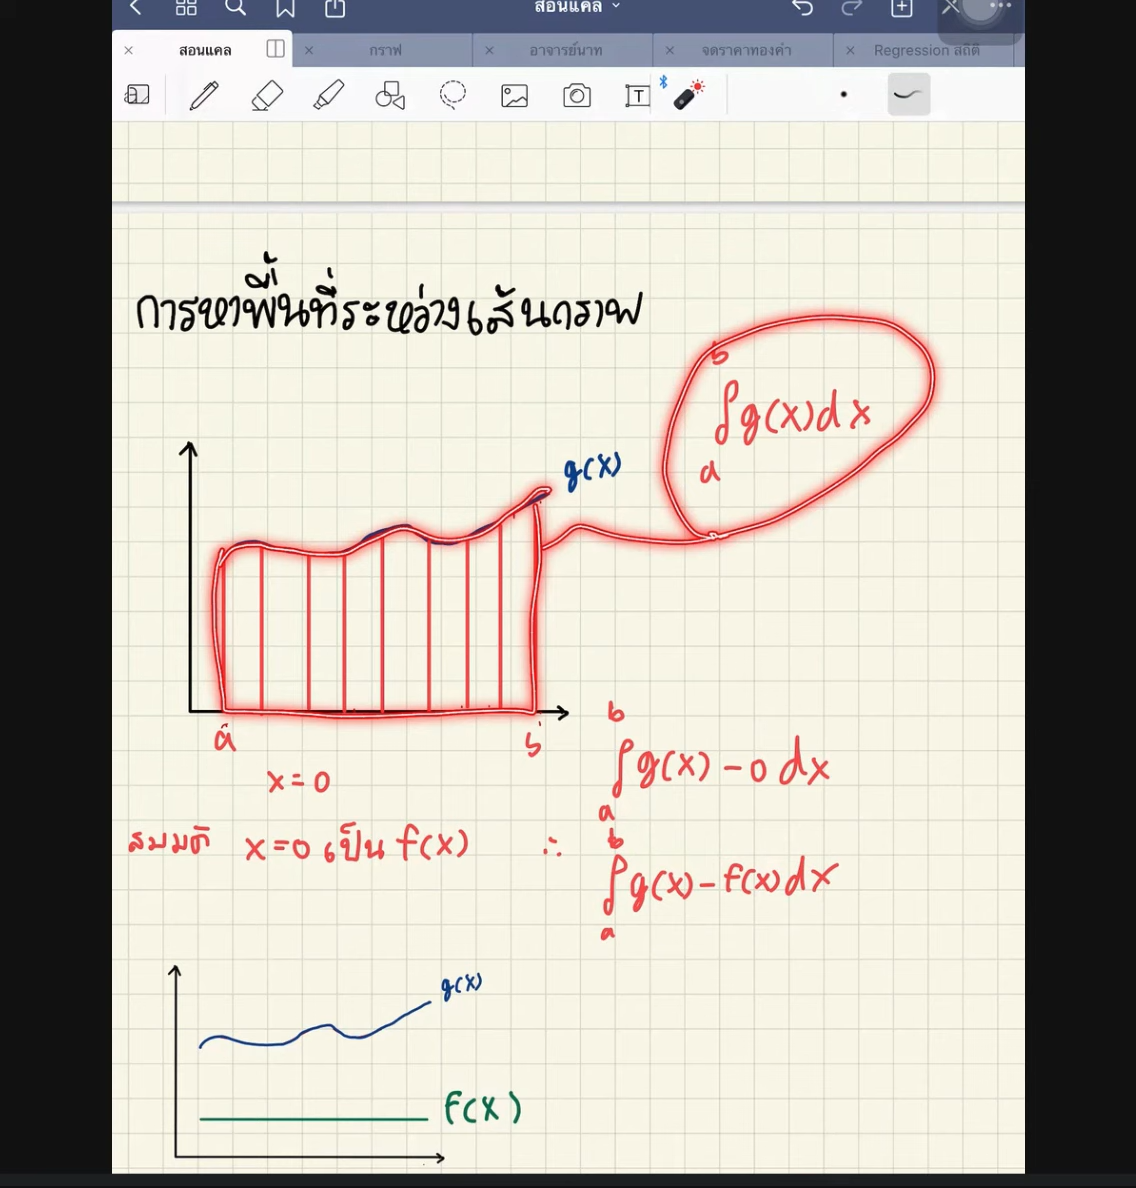 สอนแคล
สอนแคล กราฟ อาจารย์นาท จดราคาทองคำ Regression สถิติ
T
การหาพื้นที่ระหว่างเส้นกราฟ
b
∫g(x)dx
a
g(x)
a b
x=0
b
∫g(x)-0 dx
a
สมมติ x=0 เป็น f(x) ∴
b
∫g(x)-f(x)dx
a
g(x)
f(x)